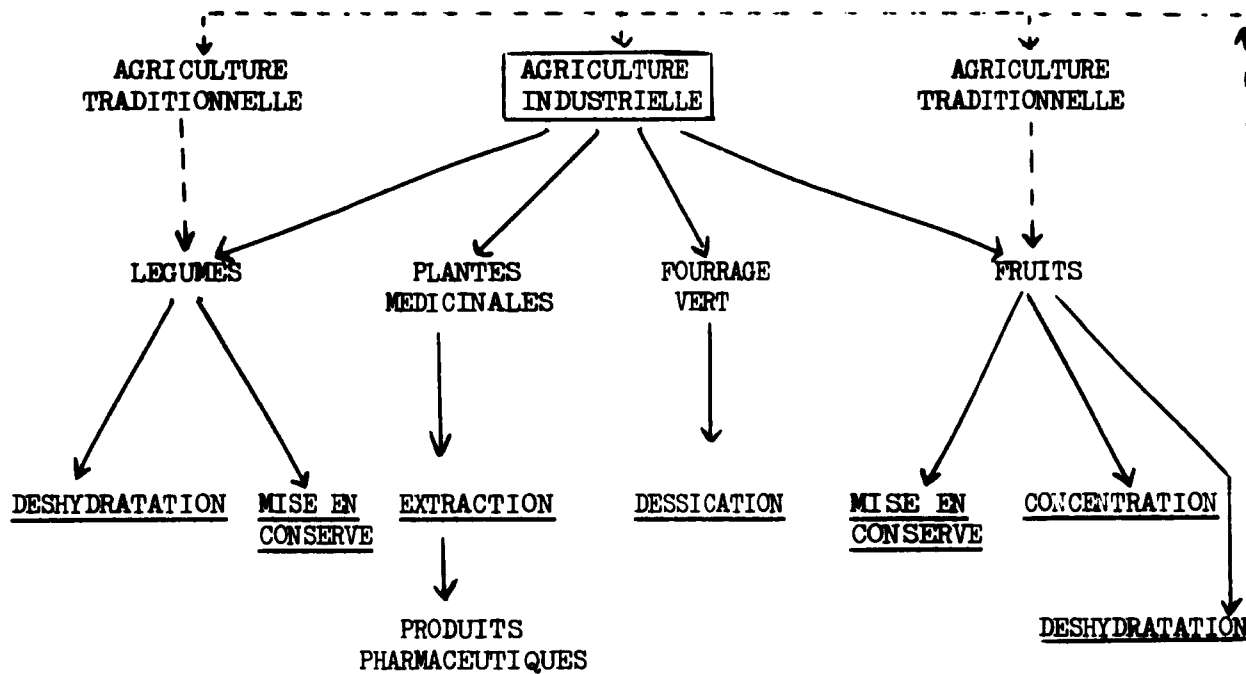 AGRICULTURE
TRADITIONNELLE
AGRICULTURE
INDUSTRIELLE
AGRICULTURE
TRADITIONNELLE
LEGUMES
PLANTES
MEDICINALES
FOURRAGE
VERT
FRUITS
DESHYDRATATION
MISE EN
CONSERVE
EXTRACTION
DESSICATION
MISE EN
CONSERVE
CONCENTRATION
PRODUITS
PHARMACEUTIQUES
DESHYDRATATION